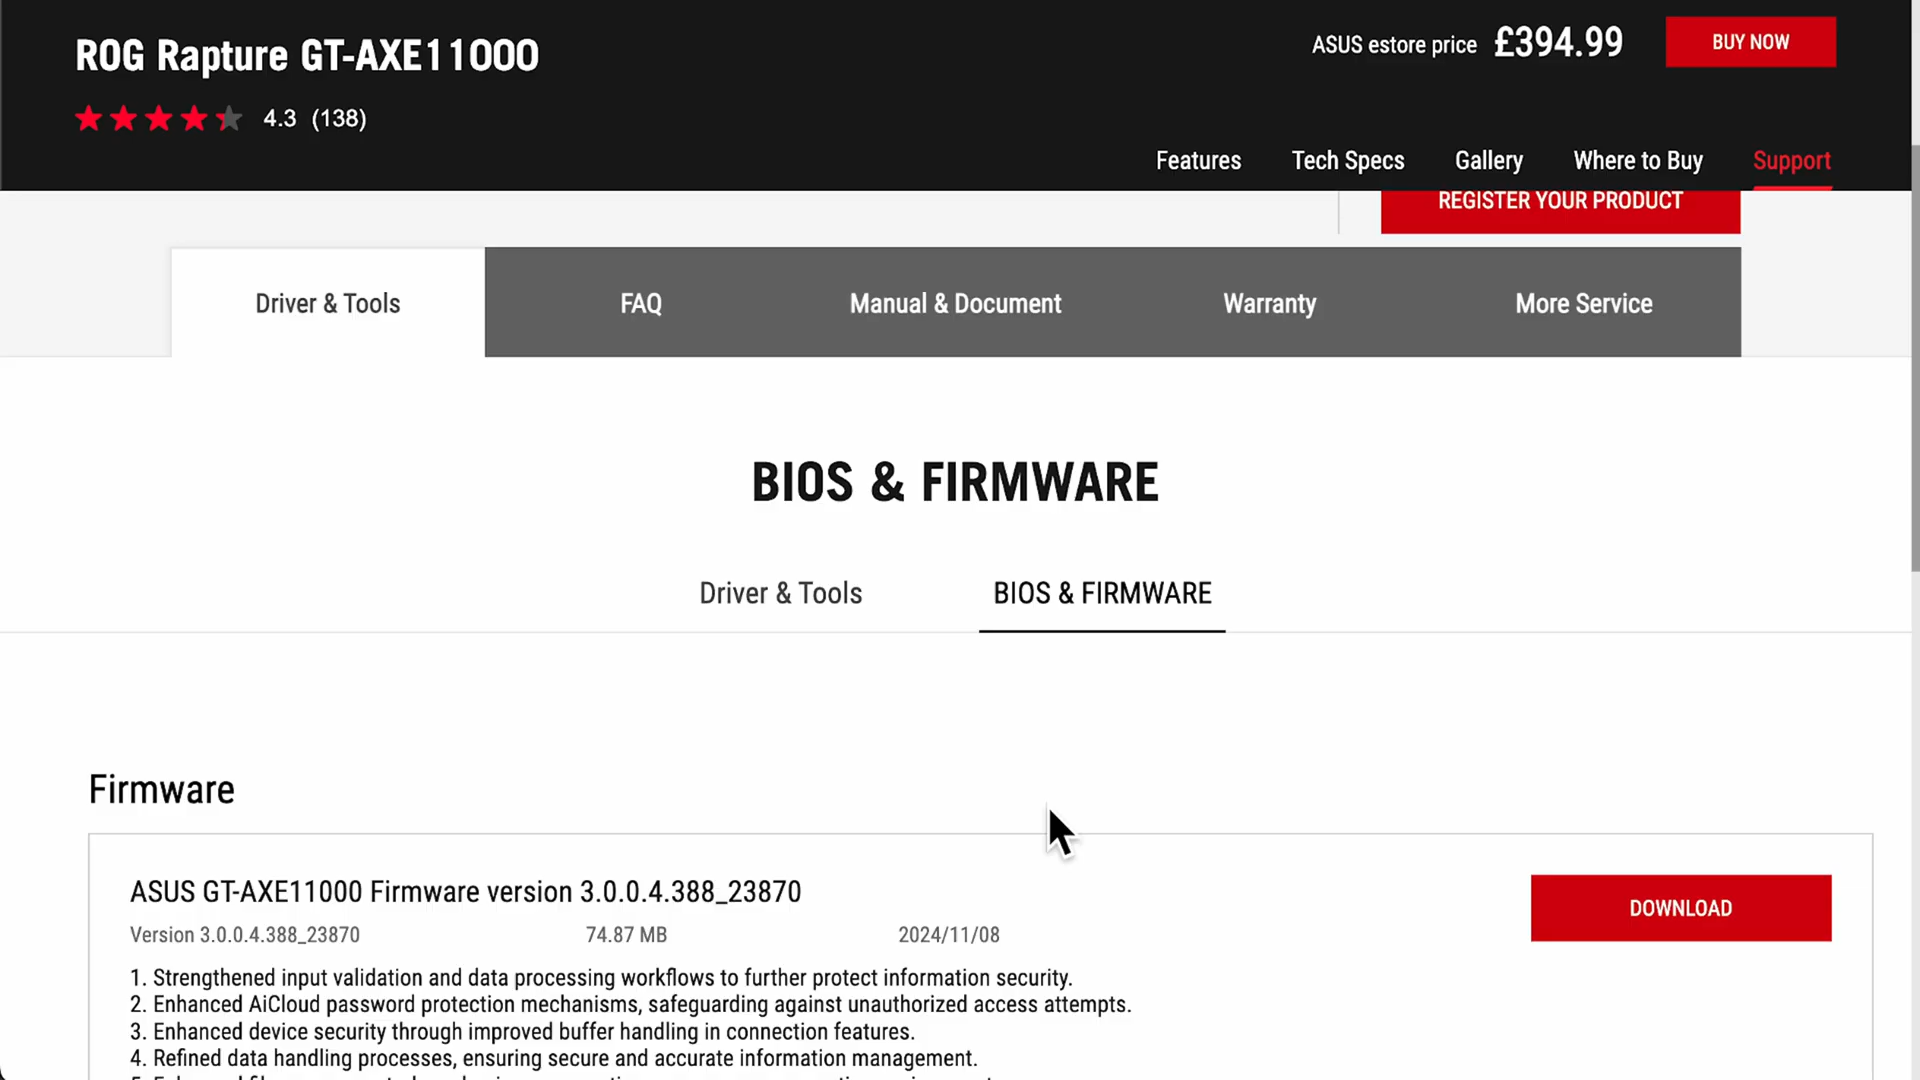 ROG Rapture GT-AXE11000
ASUS estore price £394.99
BUY NOW
4.3 (138)
Features
Tech Specs
Gallery
Where to Buy
Support
REGISTER YOUR PRODUCT
Driver & Tools
FAQ
Manual & Document
Warranty
More Service
BIOS & FIRMWARE
Driver & Tools
BIOS & FIRMWARE
Firmware
ASUS GT-AXE11000 Firmware version 3.0.0.4.388_23870
DOWNLOAD
Version 3.0.0.4.388_23870
74.87 MB
2024/11/08
1. Strengthened input validation and data processing workflows to further protect information security.
2. Enhanced AiCloud password protection mechanisms, safeguarding against unauthorized access attempts.
3. Enhanced device security through improved buffer handling in connection features.
4. Refined data handling processes, ensuring secure and accurate information management.